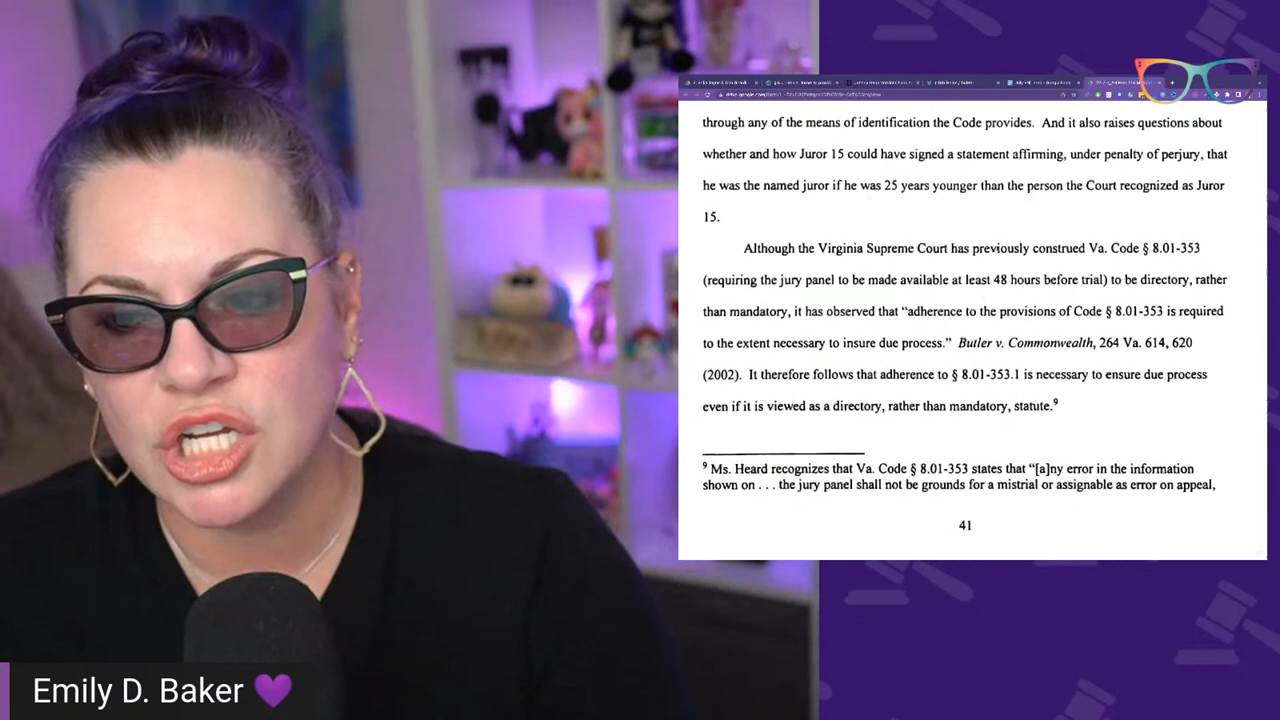 through any of the means of identification the Code provides. And it also raises questions about
whether and how Juror 15 could have signed a statement affirming, under penalty of perjury, that
he was the named juror if he was 25 years younger than the person the Court recognized as Juror
15.
Although the Virginia Supreme Court has previously construed Va. Code § 8.01-353
(requiring the jury panel to be made available at least 48 hours before trial) to be directory, rather
than mandatory, it has observed that “adherence to the provisions of Code § 8.01-353 is required
to the extent necessary to insure due process.” Butler v. Commonwealth, 264 Va. 614, 620
(2002). It therefore follows that adherence to § 8.01-353.1 is necessary to ensure due process
even if it is viewed as a directory, rather than mandatory, statute.⁹
⁹ Ms. Heard recognizes that Va. Code § 8.01-353 states that “[a]ny error in the information
shown on . . . the jury panel shall not be grounds for a mistrial or assignable as error on appeal,
41
Emily D. Baker 💜